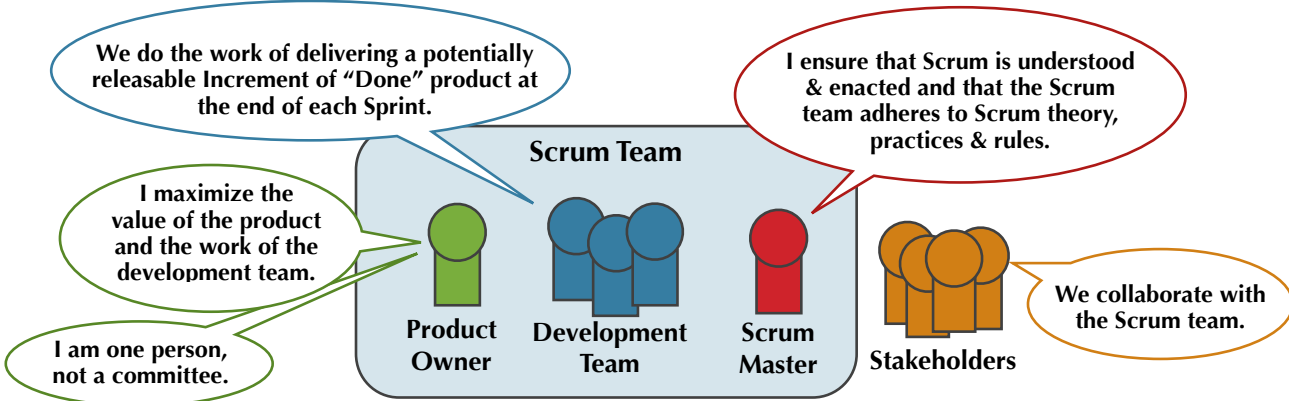 We do the work of delivering a potentially
releasable Increment of “Done” product at
the end of each Sprint.
I ensure that Scrum is understood
& enacted and that the Scrum
team adheres to Scrum theory,
practices & rules.
Scrum Team
I maximize the
value of the product
and the work of the
development team.
I am one person,
not a committee.
Product
Owner
Development
Team
Scrum
Master
Stakeholders
We collaborate with
the Scrum team.